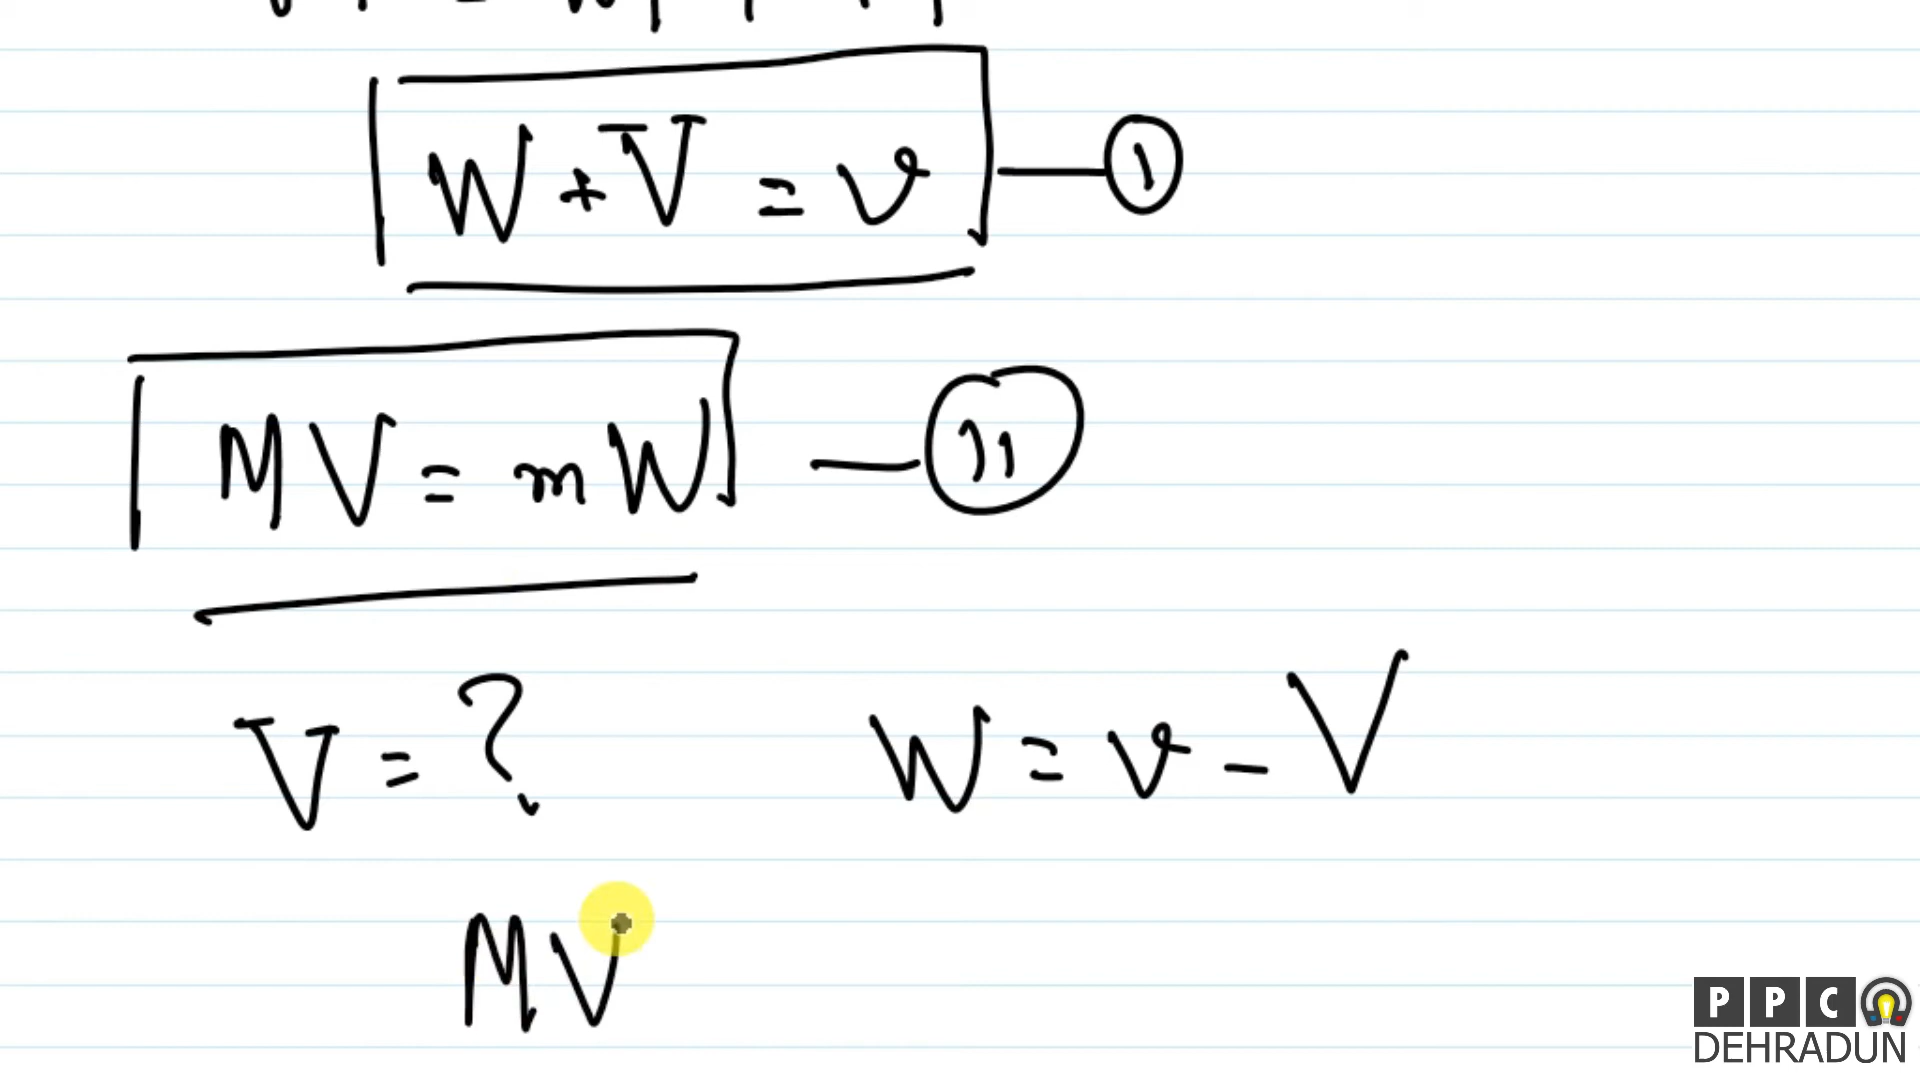 W + V = v — 1
MV = mW — 11
V = ? W = v - V
MV
PPC
DEHRADUN